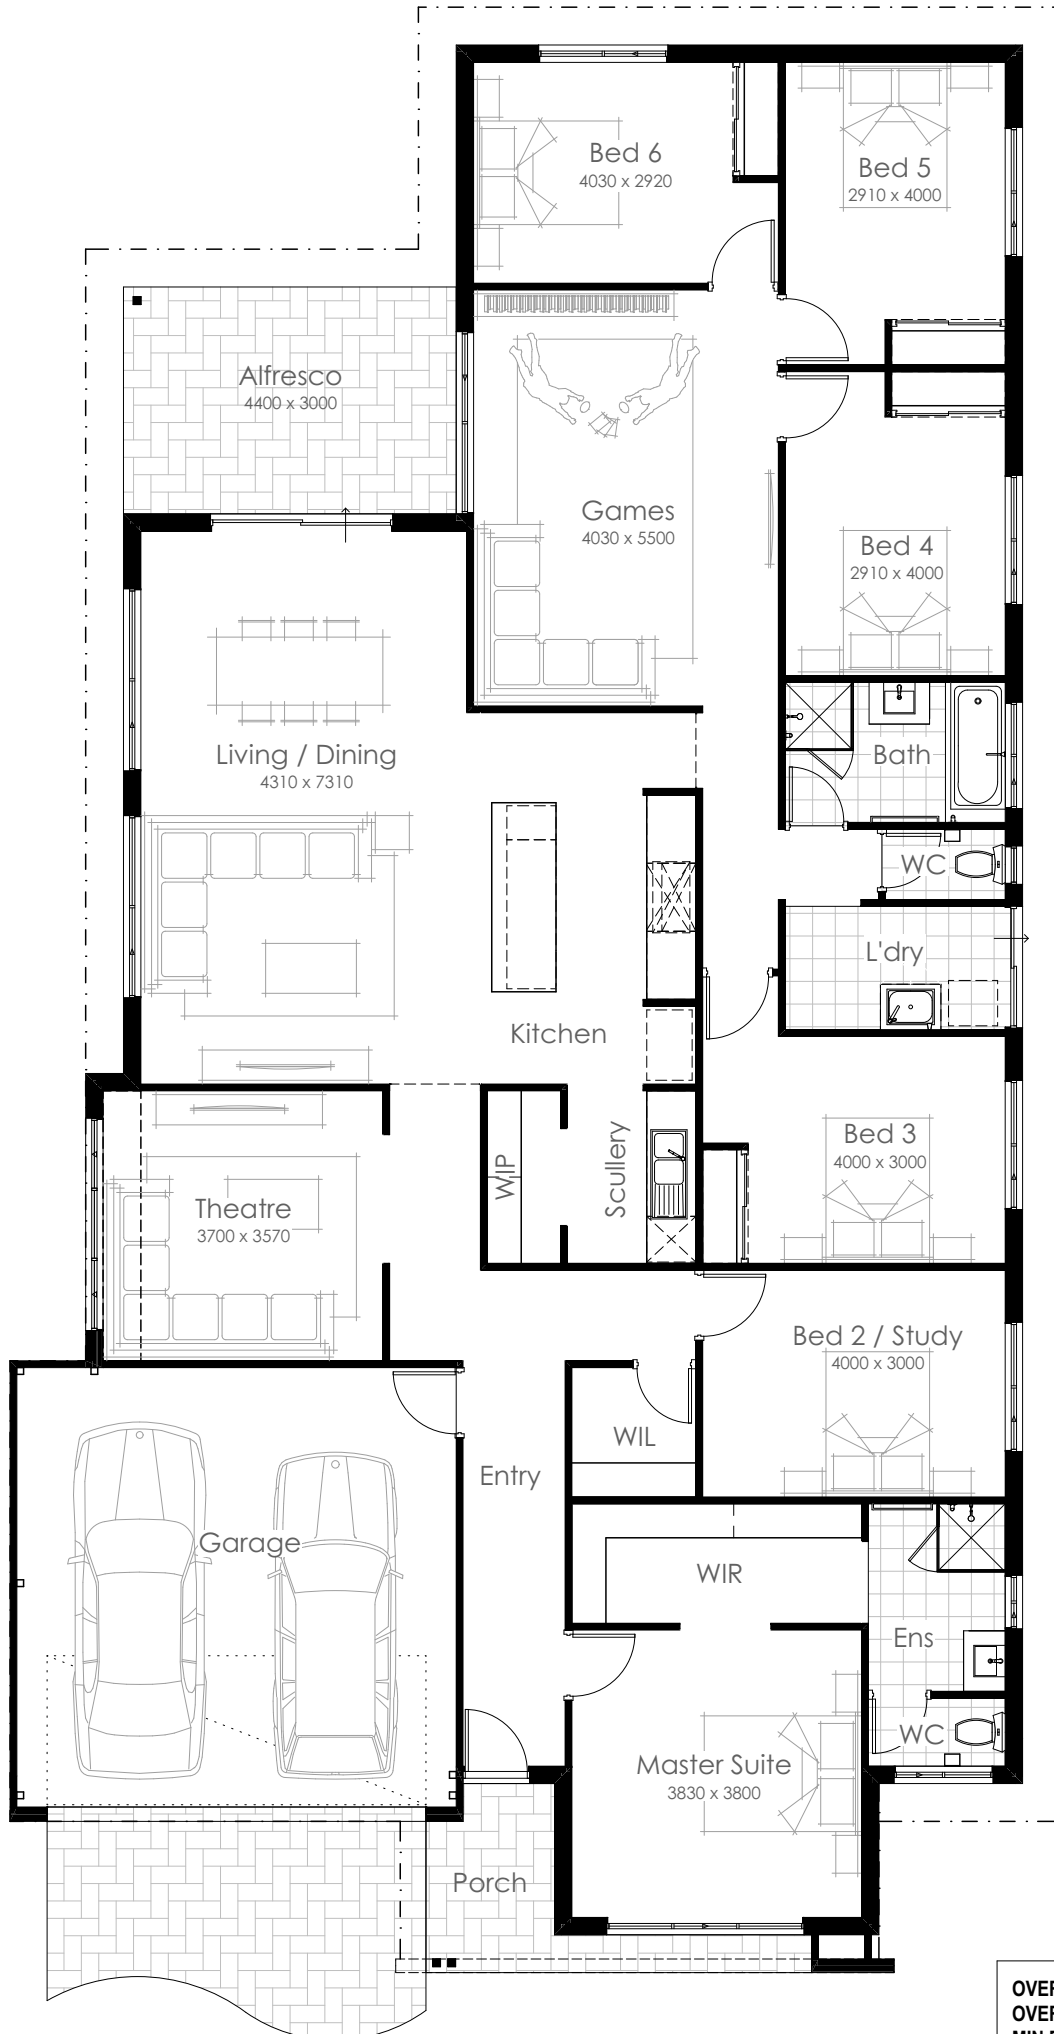 Bed 6
4030 x 2920
Bed 5
2910 x 4000
Alfresco
4400 x 3000
Games
4030 x 5500
Bed 4
2910 x 4000
Living / Dining
4310 x 7310
Bath
WC
L'dry
Kitchen
Bed 3
4000 x 3000
WIP
Scullery
Theatre
3700 x 3570
Bed 2 / Study
4000 x 3000
WIL
Entry
Garage
WIR
Ens
WC
Master Suite
3830 x 3800
Porch